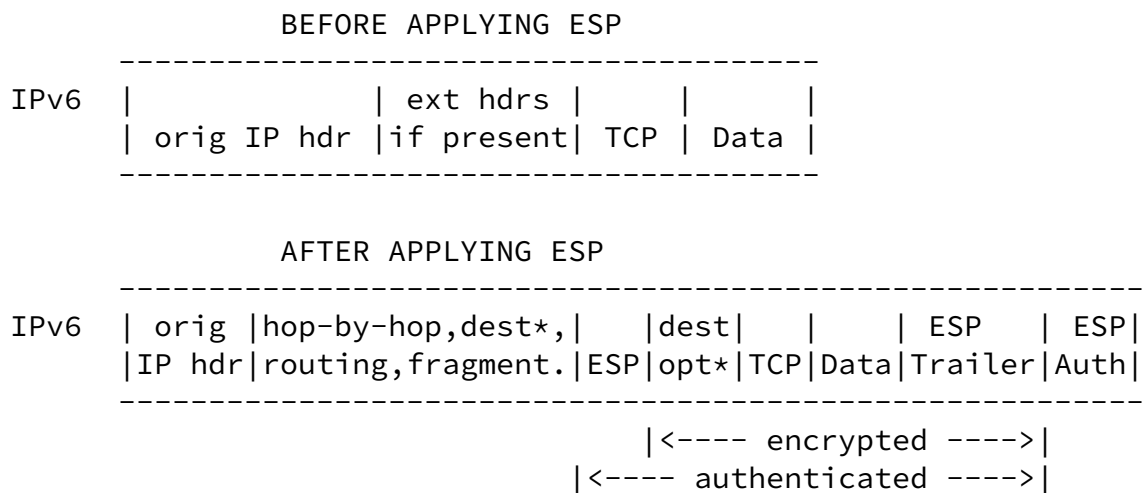 BEFORE APPLYING ESP
---------------------------------------
IPv6  |              | ext hdrs |     |      |
      | orig IP hdr |if present| TCP | Data |
---------------------------------------
AFTER APPLYING ESP
---------------------------------------------------------
IPv6  | orig |hop-by-hop,dest*,|   |dest|   |    | ESP   | ESP|
      |IP hdr|routing,fragment.|ESP|opt*|TCP|Data|Trailer|Auth|
---------------------------------------------------------
|<---- encrypted ---->|
|<---- authenticated ---->|